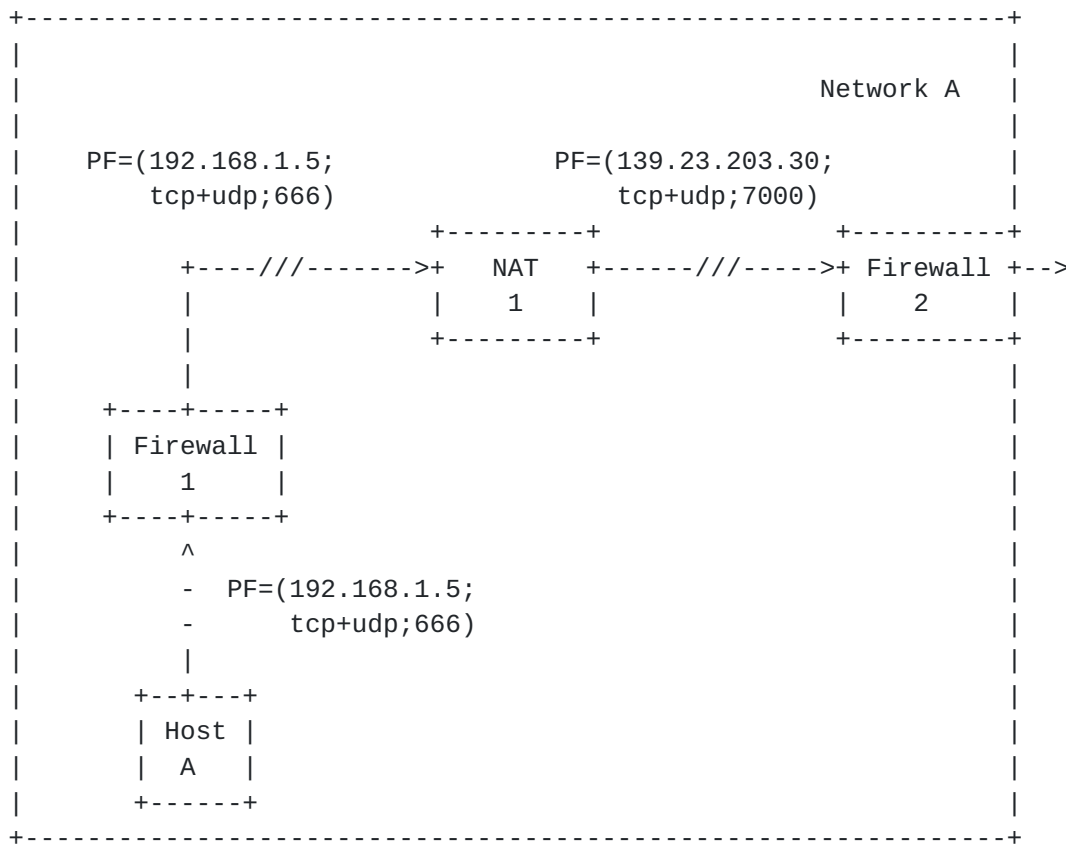 Network A
PF=(192.168.1.5; PF=(139.23.203.30;
tcp+udp;666) tcp+udp;7000)
NAT Firewall
1 2
Firewall
1
PF=(192.168.1.5;
tcp+udp;666)
Host
A